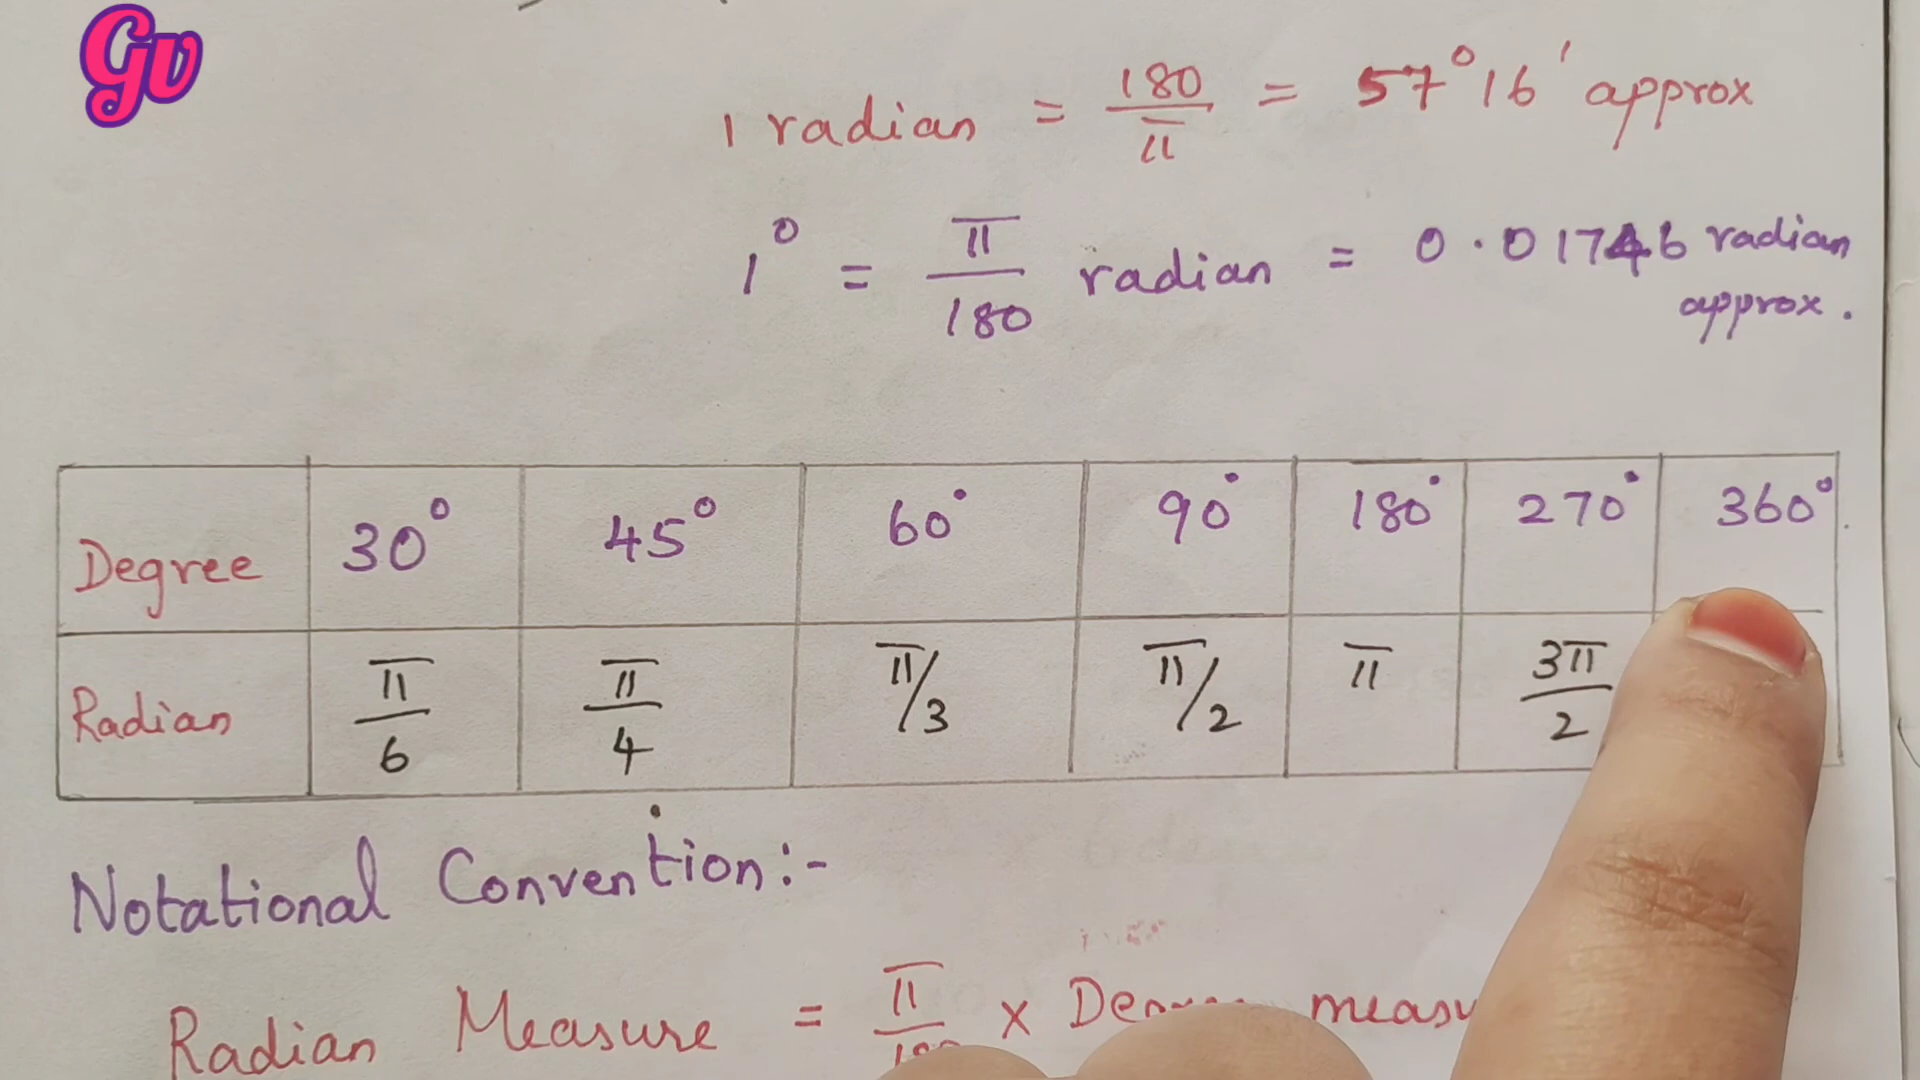 Gv
1 radian = 180/π = 57° 16' approx
1° = π/180 radian = 0.01746 radian
approx.
Degree 30° 45° 60° 90° 180° 270° 360°
Radian π/6 π/4 π/3 π/2 π 3π/2
Notational Convention:-
Radian Measure = π/180 x